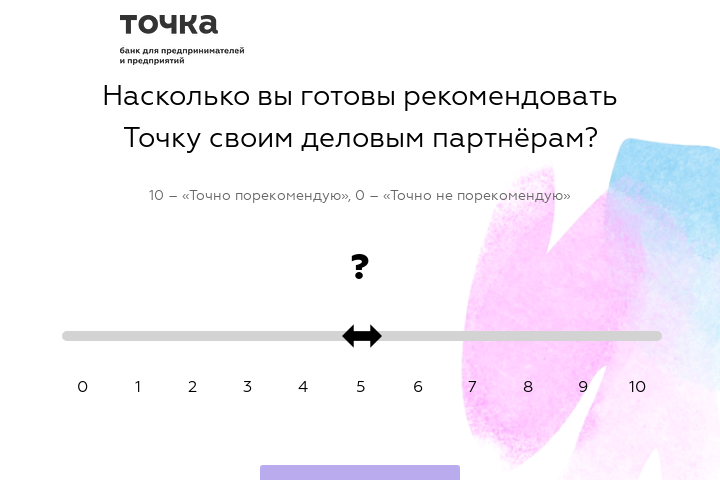 точка
банк для предпринимателей
и предприятий
Насколько вы готовы рекомендовать
Точку своим деловым партнёрам?
10 – «Точно порекомендую», 0 – «Точно не порекомендую»
?
0 1 2 3 4 5 6 7 8 9 10